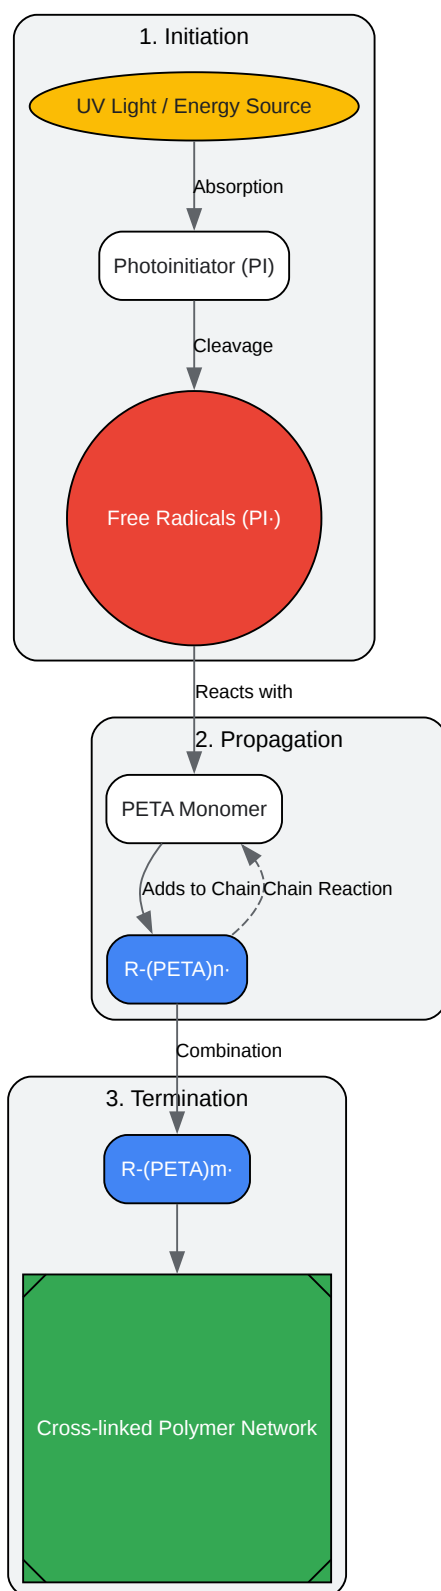 1. Initiation
UV Light / Energy Source
Absorption
Photoinitiator (PI)
Cleavage
Free Radicals (PI·)
Reacts with
2. Propagation
PETA Monomer
Adds to Chain
Chain Reaction
R-(PETA)n·
Combination
3. Termination
R-(PETA)m·
Cross-linked Polymer Network